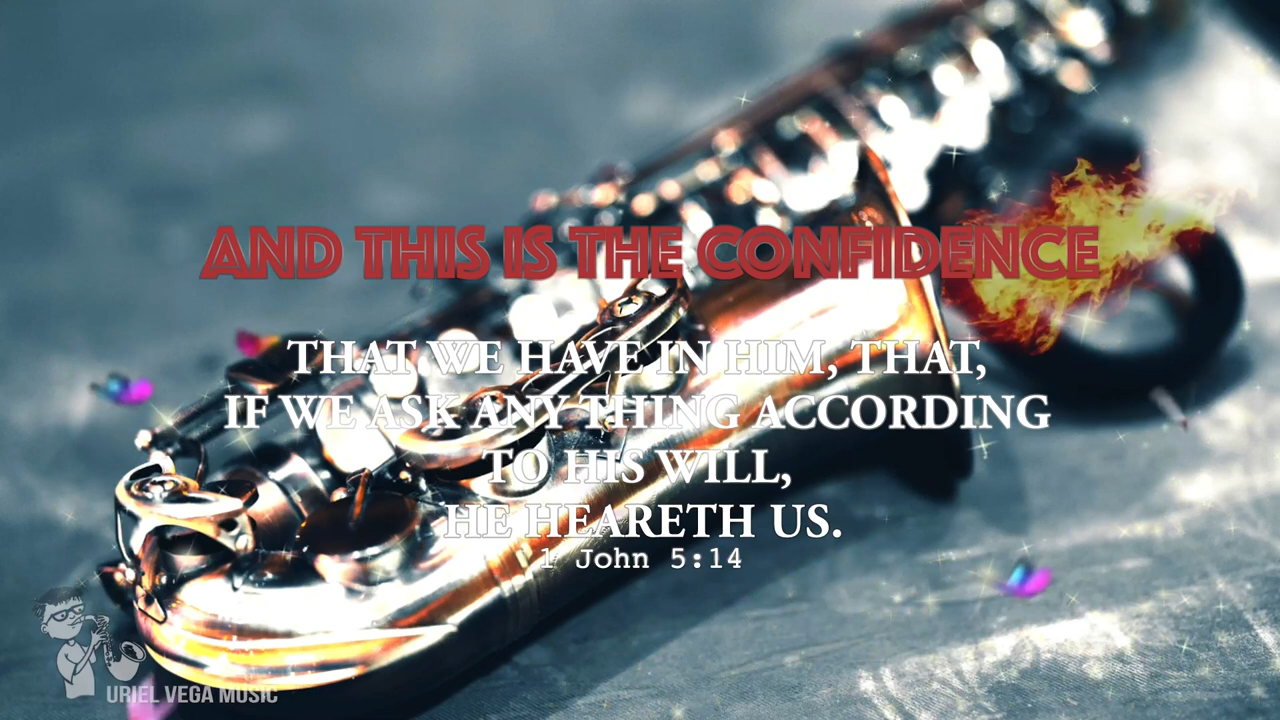 AND THIS IS THE CONFIDENCE
THAT WE HAVE IN HIM, THAT,
IF WE ASK ANY THING ACCORDING
TO HIS WILL,
HE HEARETH US.
1 John 5:14
URIEL VEGA MUSIC